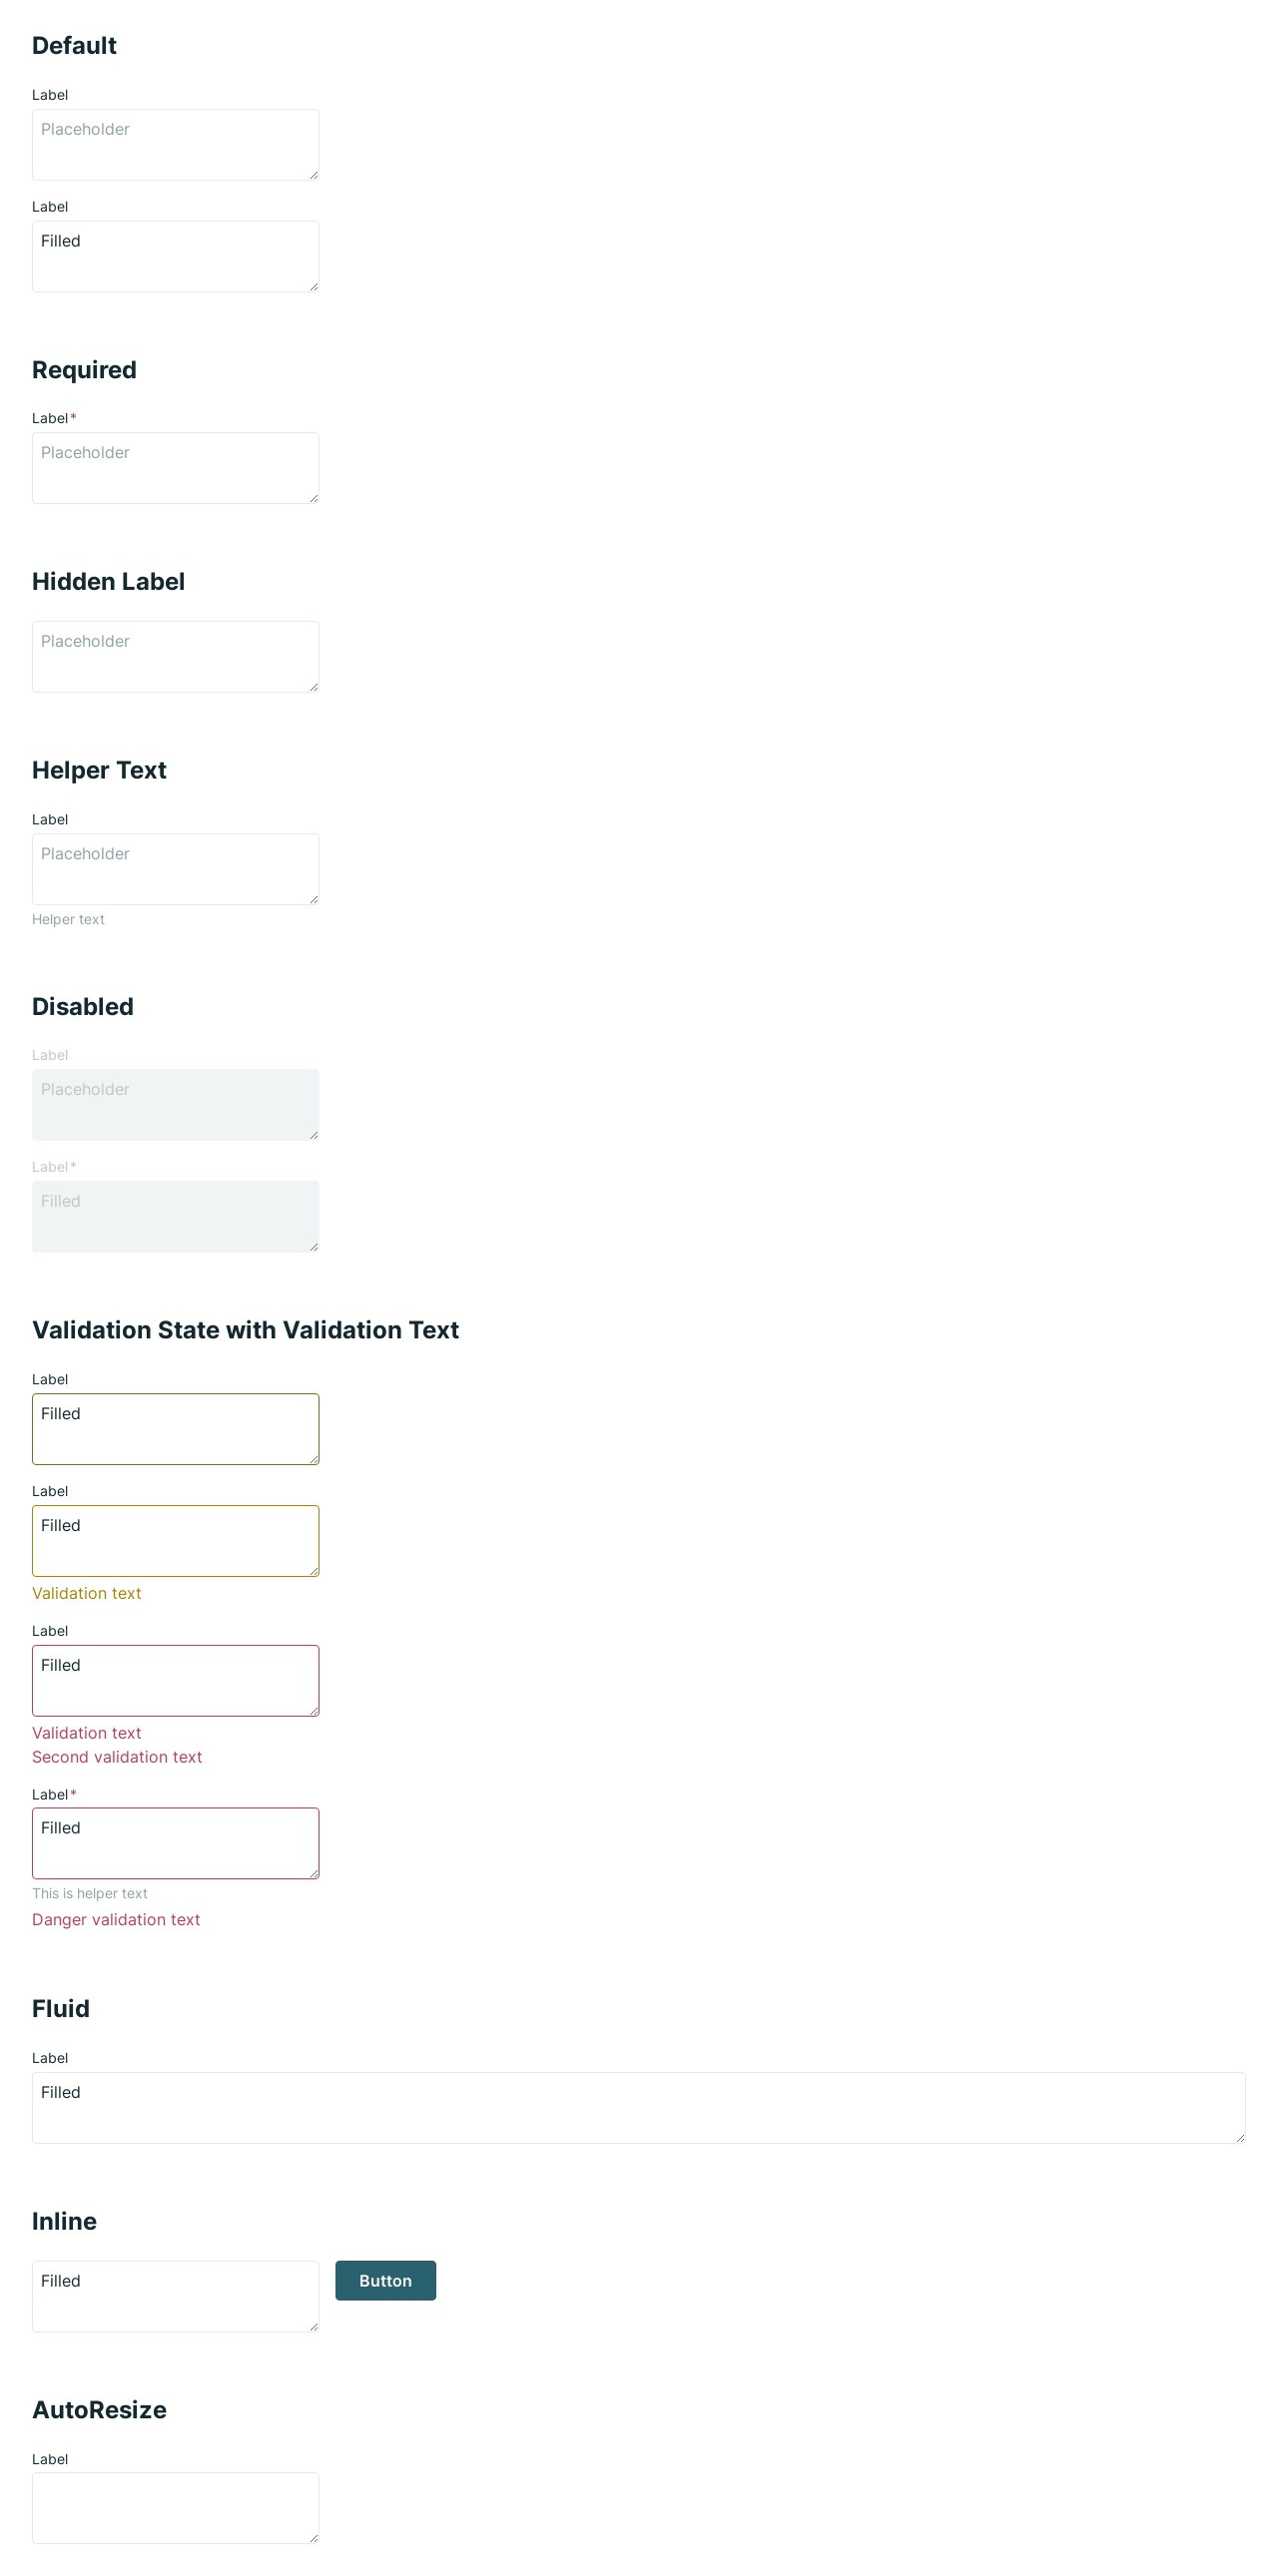 Default
Label
Placeholder
Label
Filled
Required
Label*
Placeholder
Hidden Label
Placeholder
Helper Text
Label
Placeholder
Helper text
Disabled
Label
Placeholder
Label*
Filled
Validation State with Validation Text
Label
Filled
Label
Filled
Validation text
Label
Filled
Validation text
Second validation text
Label*
Filled
This is helper text
Danger validation text
Fluid
Label
Filled
Inline
Filled Button
AutoResize
Label